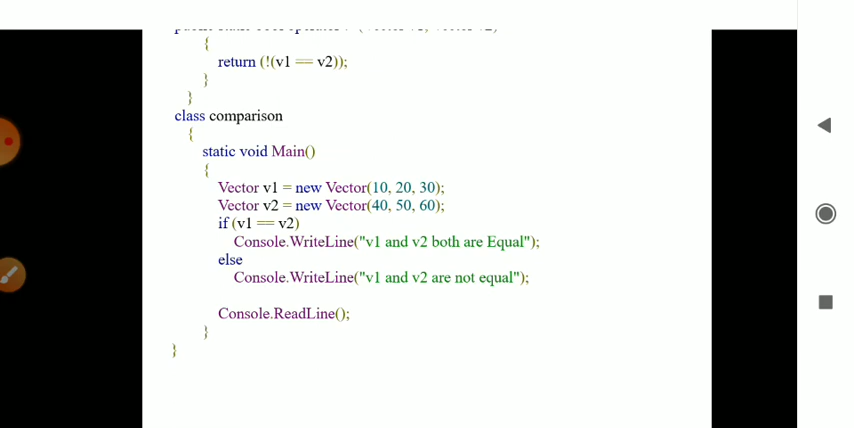 {
return (!(v1 == v2));
}
}
class comparison
{
static void Main()
{
Vector v1 = new Vector(10, 20, 30);
Vector v2 = new Vector(40, 50, 60);
if (v1 == v2)
Console.WriteLine("v1 and v2 both are Equal");
else
Console.WriteLine("v1 and v2 are not equal");
Console.ReadLine();
}
}